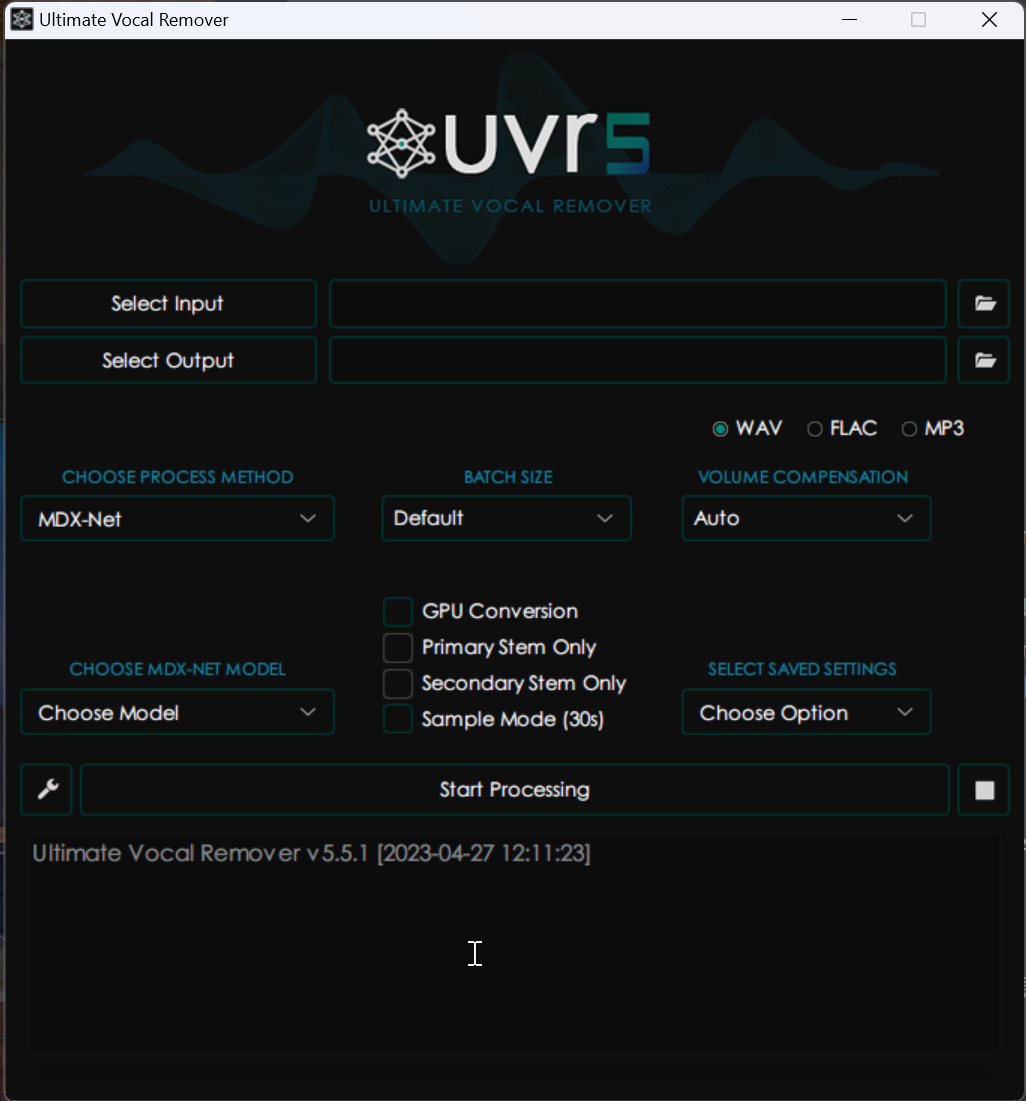 Ultimate Vocal Remover
uvr5
ULTIMATE VOCAL REMOVER
Select Input
Select Output
WAV FLAC MP3
CHOOSE PROCESS METHOD BATCH SIZE VOLUME COMPENSATION
MDX-Net Default Auto
GPU Conversion
Primary Stem Only
CHOOSE MDX-NET MODEL SELECT SAVED SETTINGS
Secondary Stem Only
Choose Model Choose Option
Sample Mode (30s)
Start Processing
Ultimate Vocal Remover v5.5.1 [2023-04-27 12:11:23]